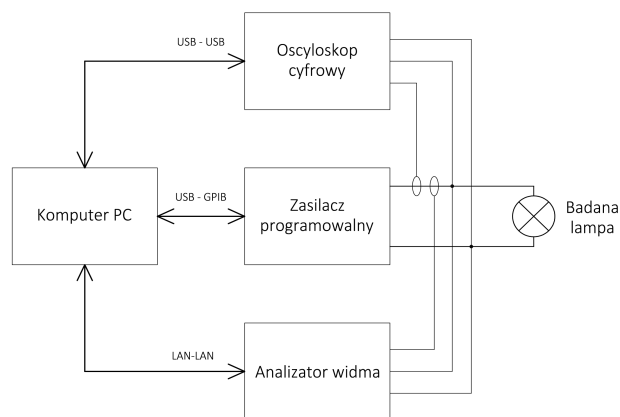 USB - USB
Oscyloskop
cyfrowy
USB - GPIB
Komputer PC
Zasilacz
programowalny
Badana
lampa
LAN-LAN
Analizator widma